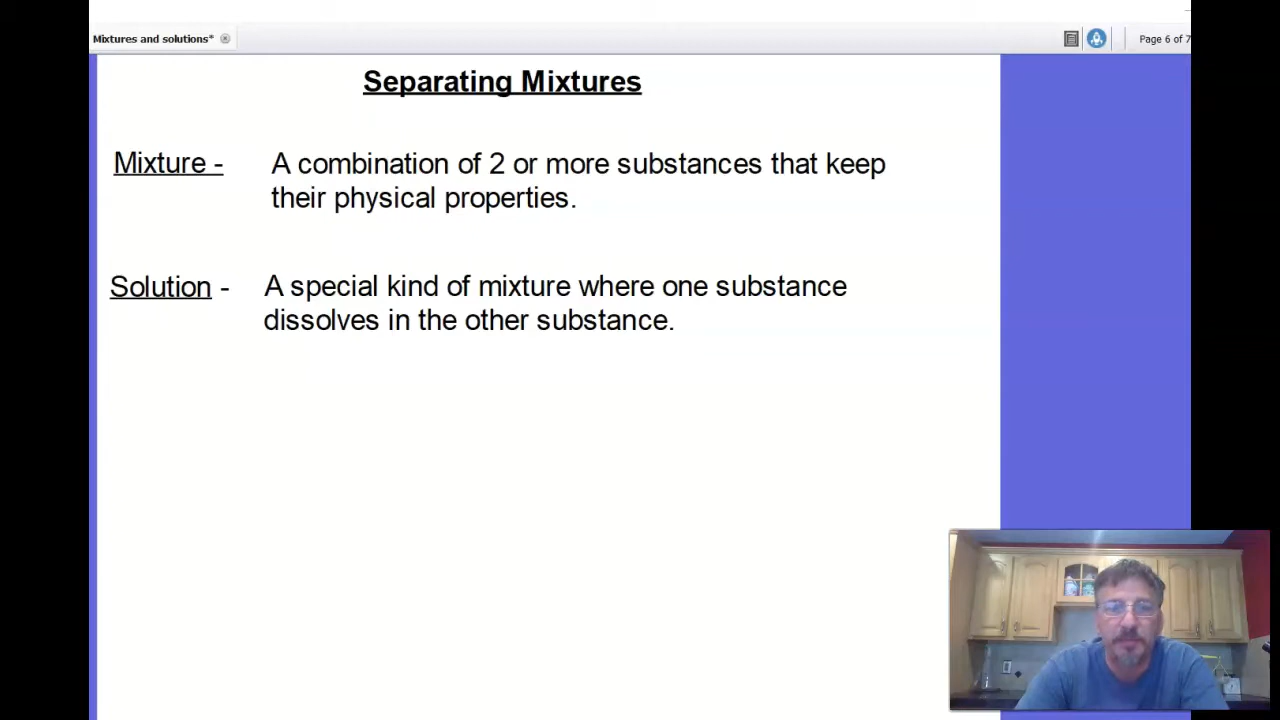 Mixtures and solutions*
Page 6 of 7
Separating Mixtures
Mixture - A combination of 2 or more substances that keep
their physical properties.
Solution - A special kind of mixture where one substance
dissolves in the other substance.